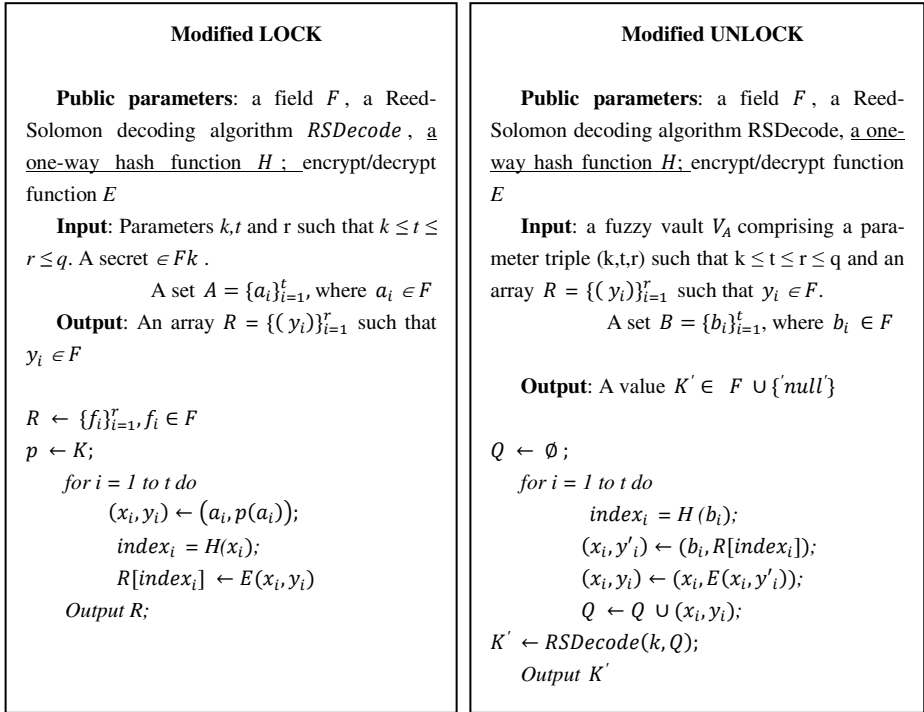 Modified LOCK
Public parameters: a field F , a Reed-
Solomon decoding algorithm RSDecode , a
one-way hash function H ; encrypt/decrypt
function E
Input: Parameters k,t and r such that k ≤ t ≤
r ≤ q. A secret ∈ Fk .
A set A = {a_i}_{i=1}^t, where a_i ∈ F
Output: An array R = {( y_i)}_{i=1}^r such that
y_i ∈ F
R ← {f_i}_{i=1}^r, f_i ∈ F
p ← K;
for i = 1 to t do
(x_i, y_i) ← (a_i, p(a_i));
index_i = H(x_i);
R[index_i] ← E(x_i, y_i)
Output R;
Modified UNLOCK
Public parameters: a field F , a Reed-
Solomon decoding algorithm RSDecode, a one-
way hash function H; encrypt/decrypt function
E
Input: a fuzzy vault V_A comprising a para-
meter triple (k,t,r) such that k ≤ t ≤ r ≤ q and an
array R = {( y_i)}_{i=1}^r such that y_i ∈ F.
A set B = {b_i}_{i=1}^t, where b_i ∈ F
Output: A value K' ∈ F ∪ {'null'}
Q ← ∅ ;
for i = 1 to t do
index_i = H (b_i);
(x_i, y'_i) ← (b_i, R[index_i]);
(x_i, y_i) ← (x_i, E(x_i, y'_i));
Q ← Q ∪ (x_i, y_i);
K' ← RSDecode(k, Q);
Output K'